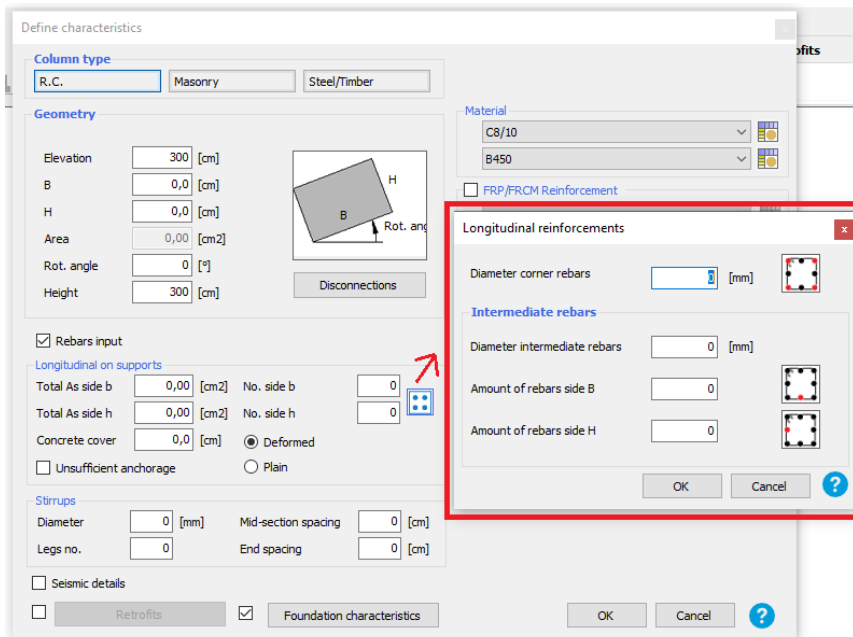 Define characteristics
ofits
Column type
R.C.
Masonry
Steel/Timber
Geometry
Elevation 300 [cm]
B 0,0 [cm]
H 0,0 [cm]
Area 0,00 [cm2]
Rot. angle 0 [º]
Height 300 [cm]
H
B
Rot. ang
Disconnections
Material
C8/10
B450
FRP/FRCM Reinforcement
Rebars input
Longitudinal on supports
Total As side b 0,00 [cm2] No. side b 0
Total As side h 0,00 [cm2] No. side h 0
Concrete cover 0,0 [cm] Deformed
Unsufficient anchorage Plain
Stirrups
Diameter 0 [mm] Mid-section spacing 0 [cm]
Legs no. 0 End spacing 0 [cm]
Seismic details
Retrofits
Foundation characteristics
OK
Cancel
?
Longitudinal reinforcements
x
Diameter corner rebars 0 [mm]
Intermediate rebars
Diameter intermediate rebars 0 [mm]
Amount of rebars side B 0
Amount of rebars side H 0
OK
Cancel
?